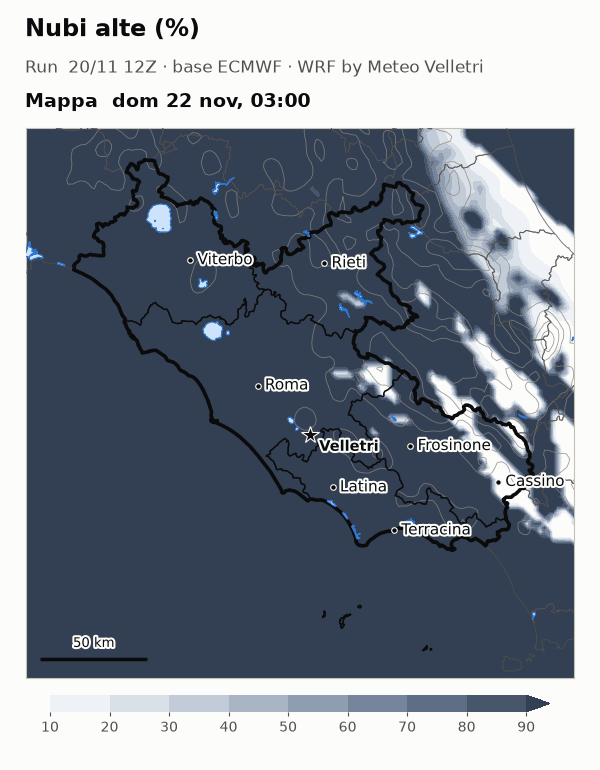 Nubi alte (%)
Run 20/11 12Z · base ECMWF · WRF by Meteo Velletri
Mappa dom 22 nov, 03:00
Viterbo
Rieti
Roma
Velletri
Frosinone
Latina
Cassino
Terracina
50 km
10 20 30 40 50 60 70 80 90